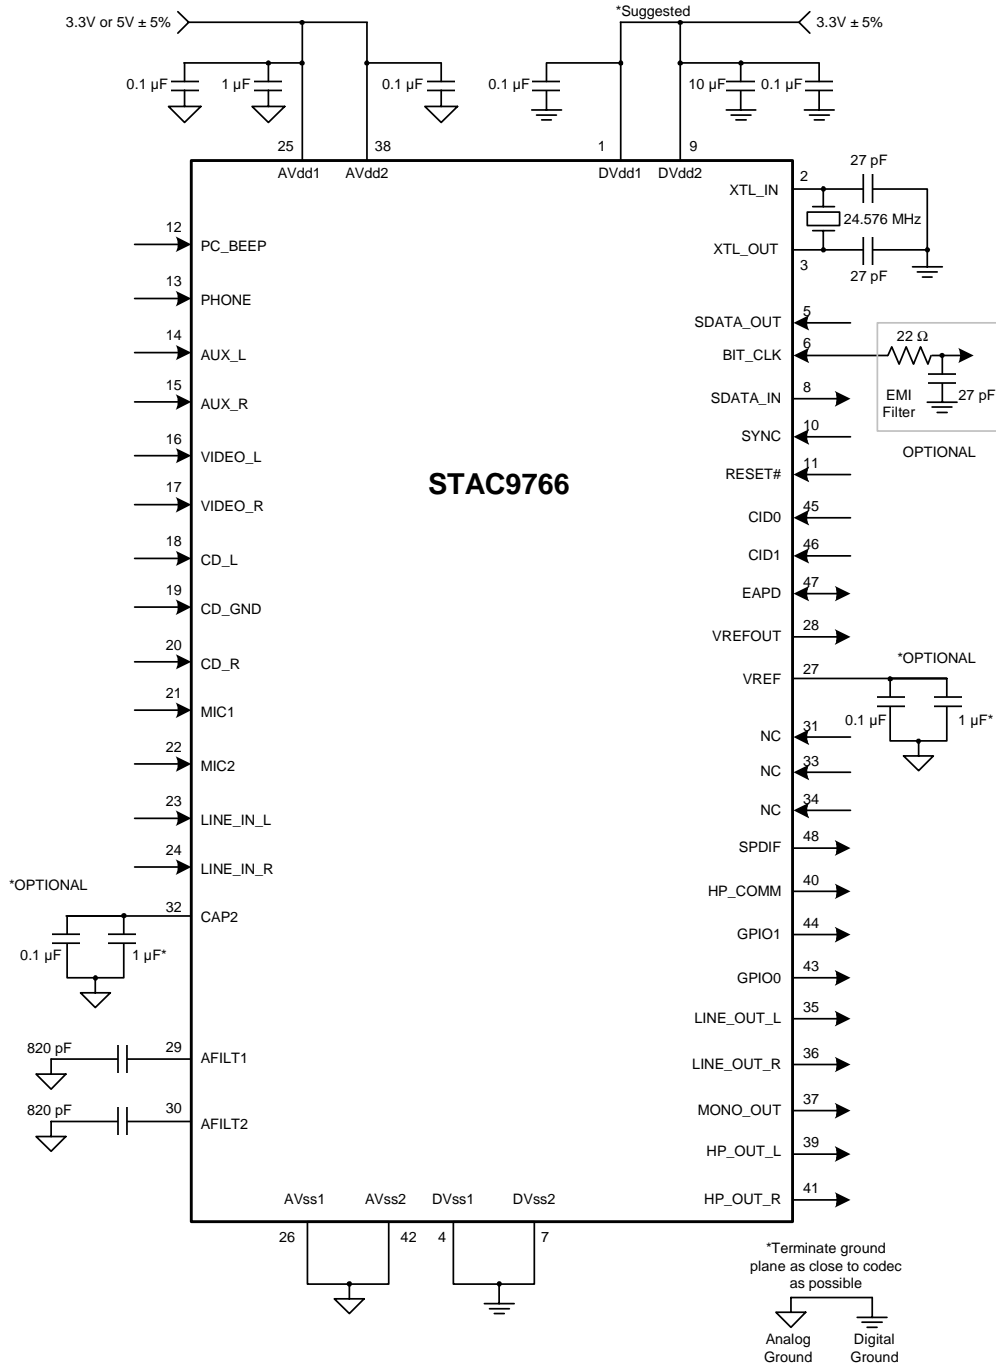 3.3V or 5V ± 5%
*Suggested
3.3V ± 5%
0.1 µF
1 µF
0.1 µF
0.1 µF
10 µF
0.1 µF
25
38
1
9
AVdd1
AVdd2
DVdd1
DVdd2
27 pF
2
XTL_IN
24.576 MHz
XTL_OUT
3
27 pF
12
PC_BEEP
13
PHONE
14
AUX_L
15
AUX_R
16
VIDEO_L
17
VIDEO_R
18
CD_L
19
CD_GND
20
CD_R
21
MIC1
22
MIC2
23
LINE_IN_L
24
LINE_IN_R
*OPTIONAL
32
CAP2
0.1 µF
1 µF*
820 pF
29
AFILT1
820 pF
30
AFILT2
STAC9766
SDATA_OUT
5
BIT_CLK
6
22 Ω
EMI
Filter
27 pF
OPTIONAL
SDATA_IN
8
SYNC
10
RESET#
11
CID0
45
CID1
46
EAPD
47
VREFOUT
28
*OPTIONAL
VREF
27
0.1 µF
1 µF*
NC
31
NC
33
NC
34
SPDIF
48
HP_COMM
40
GPIO1
44
GPIO0
43
LINE_OUT_L
35
LINE_OUT_R
36
MONO_OUT
37
HP_OUT_L
39
HP_OUT_R
41
AVss1
AVss2
DVss1
DVss2
26
42
4
7
*Terminate ground
plane as close to codec
as possible
Analog
Ground
Digital
Ground